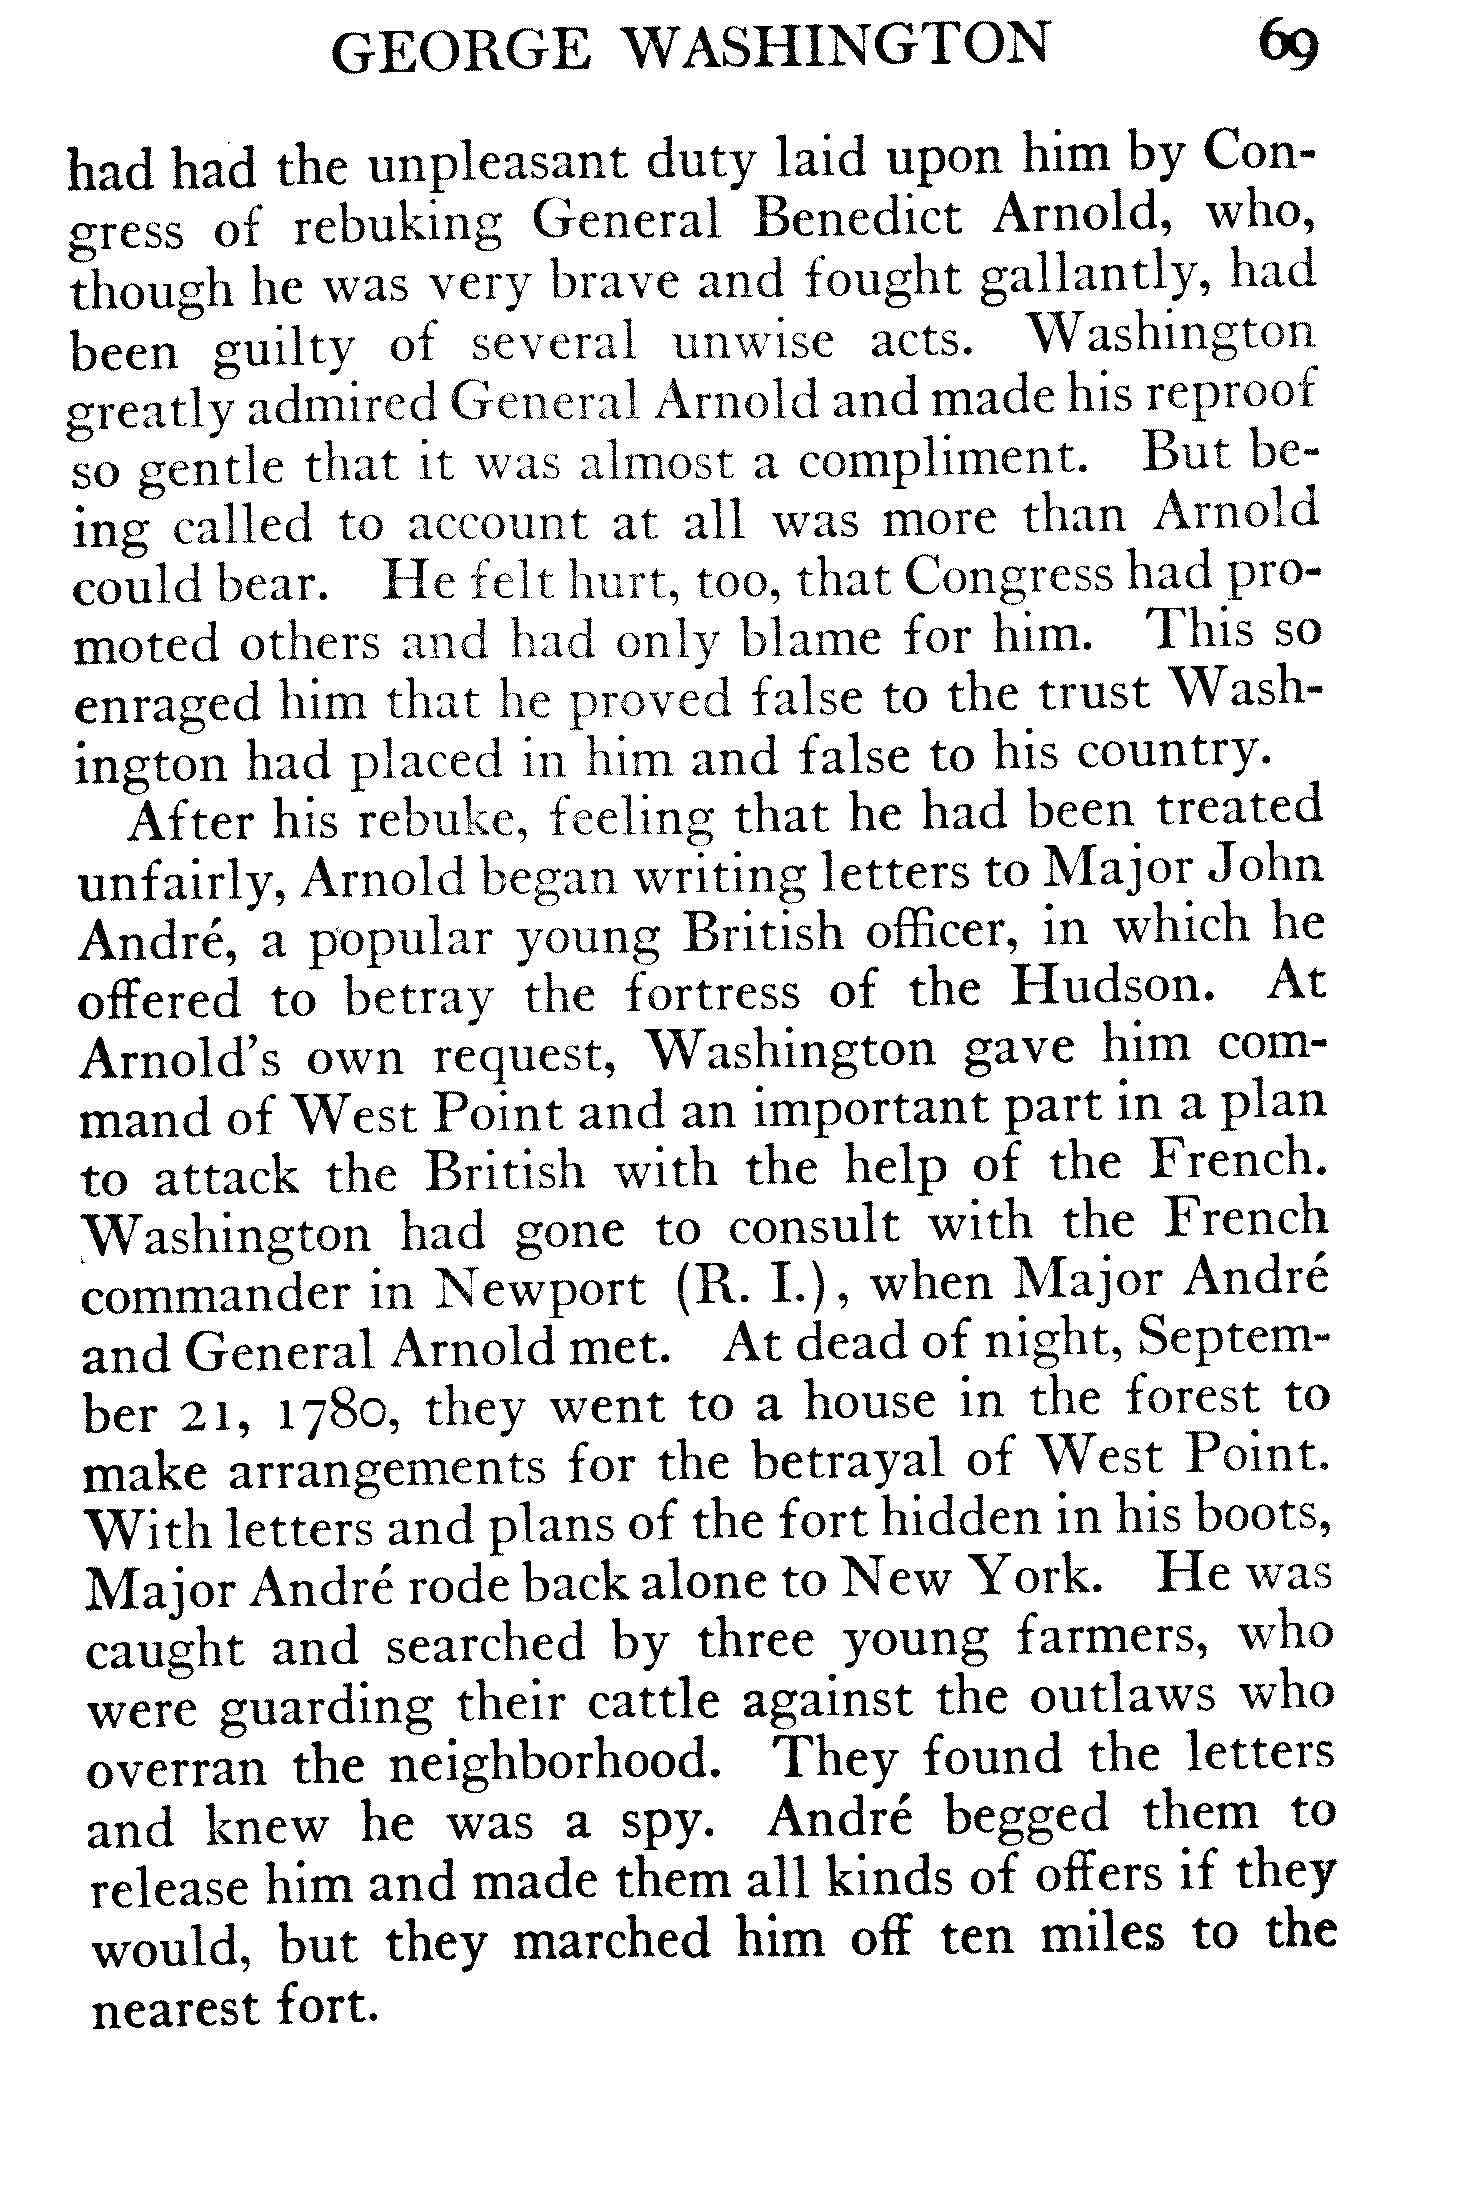 GEORGE WASHINGTON 69
had had the unpleasant duty laid upon him by Con-
gress of rebuking General Benedict Arnold, who,
though he was very brave and fought gallantly, had
been guilty of several unwise acts. Washington
greatly admired General Arnold and made his reproof
so gentle that it was almost a compliment. But be-
ing called to account at all was more than Arnold
could bear. He felt hurt, too, that Congress had pro-
moted others and had only blame for him. This so
enraged him that he proved false to the trust Wash-
ington had placed in him and false to his country.
After his rebuke, feeling that he had been treated
unfairly, Arnold began writing letters to Major John
André, a popular young British officer, in which he
offered to betray the fortress of the Hudson. At
Arnold's own request, Washington gave him com-
mand of West Point and an important part in a plan
to attack the British with the help of the French.
Washington had gone to consult with the French
commander in Newport (R. I.), when Major André
and General Arnold met. At dead of night, Septem-
ber 21, 1780, they went to a house in the forest to
make arrangements for the betrayal of West Point.
With letters and plans of the fort hidden in his boots,
Major André rode back alone to New York. He was
caught and searched by three young farmers, who
were guarding their cattle against the outlaws who
overran the neighborhood. They found the letters
and knew he was a spy. André begged them to
release him and made them all kinds of offers if they
would, but they marched him off ten miles to the
nearest fort.